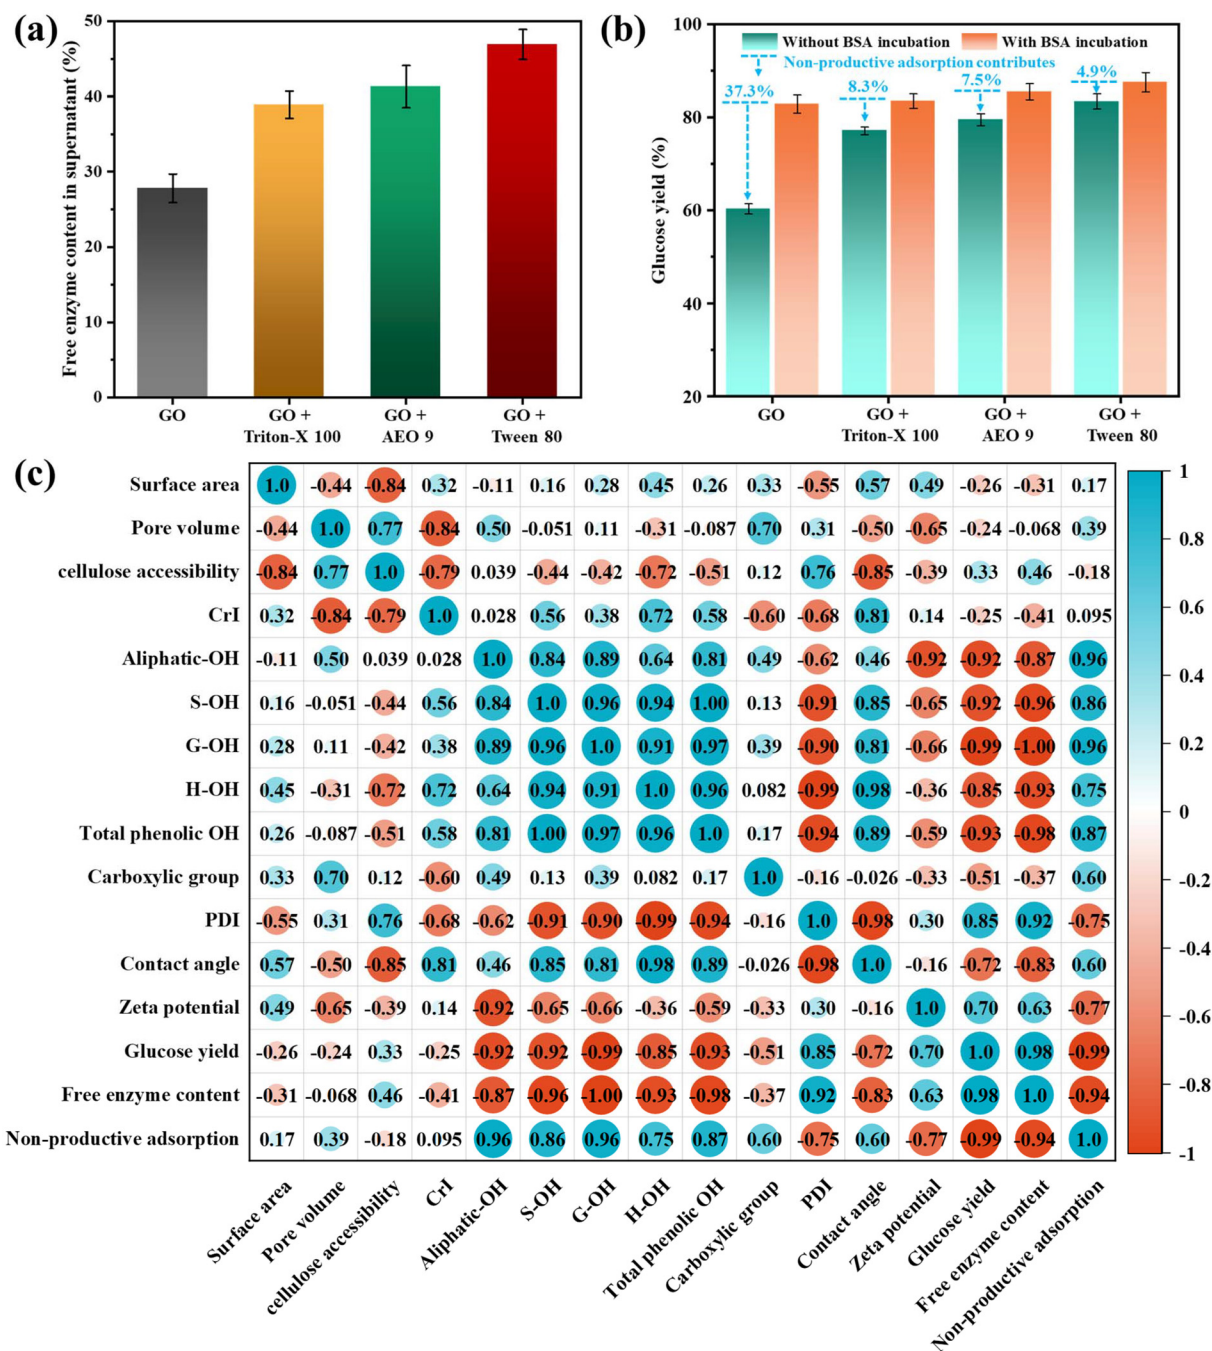 (a)
Free enzyme content in supernatant (%)
50
40
30
20
10
0
GO
GO +
Triton-X 100
GO +
AEO 9
GO +
Tween 80
(b)
Glucose yield (%)
100
80
60
40
20
Without BSA incubation
With BSA incubation
Non-productive adsorption contributes
37.3%
8.3%
7.5%
4.9%
GO
GO +
Triton-X 100
GO +
AEO 9
GO +
Tween 80
(c)
Surface area 1.0 -0.44 -0.84 0.32 -0.11 0.16 0.28 0.45 0.26 0.33 -0.55 0.57 0.49 -0.26 -0.31 0.17
Pore volume -0.44 1.0 0.77 -0.84 0.50 -0.051 0.11 -0.31 -0.087 0.70 0.31 -0.50 -0.65 -0.24 -0.068 0.39
cellulose accessibility -0.84 0.77 1.0 -0.79 0.039 -0.44 -0.42 -0.72 -0.51 0.12 0.76 -0.85 -0.39 0.33 0.46 -0.18
CrI 0.32 -0.84 -0.79 1.0 0.028 0.56 0.38 0.72 0.58 -0.60 -0.68 0.81 0.14 -0.25 -0.41 0.095
Aliphatic-OH -0.11 0.50 0.039 0.028 1.0 0.84 0.89 0.64 0.81 0.49 -0.62 0.46 -0.92 -0.92 -0.87 0.96
S-OH 0.16 -0.051 -0.44 0.56 0.84 1.0 0.96 0.94 1.00 0.13 -0.91 0.85 -0.65 -0.92 -0.96 0.86
G-OH 0.28 0.11 -0.42 0.38 0.89 0.96 1.0 0.91 0.97 0.39 -0.90 0.81 -0.66 -0.99 -1.00 0.96
H-OH 0.45 -0.31 -0.72 0.72 0.64 0.94 0.91 1.0 0.96 0.082 -0.99 0.98 -0.36 -0.85 -0.93 0.75
Total phenolic OH 0.26 -0.087 -0.51 0.58 0.81 1.00 0.97 0.96 1.0 0.17 -0.94 0.89 -0.59 -0.93 -0.98 0.87
Carboxylic group 0.33 0.70 0.12 -0.60 0.49 0.13 0.39 0.082 0.17 1.0 -0.16 -0.026 -0.33 -0.51 -0.37 0.60
PDI -0.55 0.31 0.76 -0.68 -0.62 -0.91 -0.90 -0.99 -0.94 -0.16 1.0 -0.98 0.30 0.85 0.92 -0.75
Contact angle 0.57 -0.50 -0.85 0.81 0.46 0.85 0.81 0.98 0.89 -0.026 -0.98 1.0 -0.16 -0.72 -0.83 0.60
Zeta potential 0.49 -0.65 -0.39 0.14 -0.92 -0.65 -0.66 -0.36 -0.59 -0.33 0.30 -0.16 1.0 0.70 0.63 -0.77
Glucose yield -0.26 -0.24 0.33 -0.25 -0.92 -0.92 -0.99 -0.85 -0.93 -0.51 0.85 -0.72 0.70 1.0 0.98 -0.99
Free enzyme content -0.31 -0.068 0.46 -0.41 -0.87 -0.96 -1.00 -0.93 -0.98 -0.37 0.92 -0.83 0.63 0.98 1.0 -0.94
Non-productive adsorption 0.17 0.39 -0.18 0.095 0.96 0.86 0.96 0.75 0.87 0.60 -0.75 0.60 -0.77 -0.99 -0.94 1.0
Surface area
Pore volume
cellulose accessibility
CrI
Aliphatic-OH
S-OH
G-OH
H-OH
Total phenolic OH
Carboxylic group
PDI
Contact angle
Zeta potential
Glucose yield
Free enzyme content
Non-productive adsorption
1
0.8
0.6
0.4
0.2
0
-0.2
-0.4
-0.6
-0.8
-1